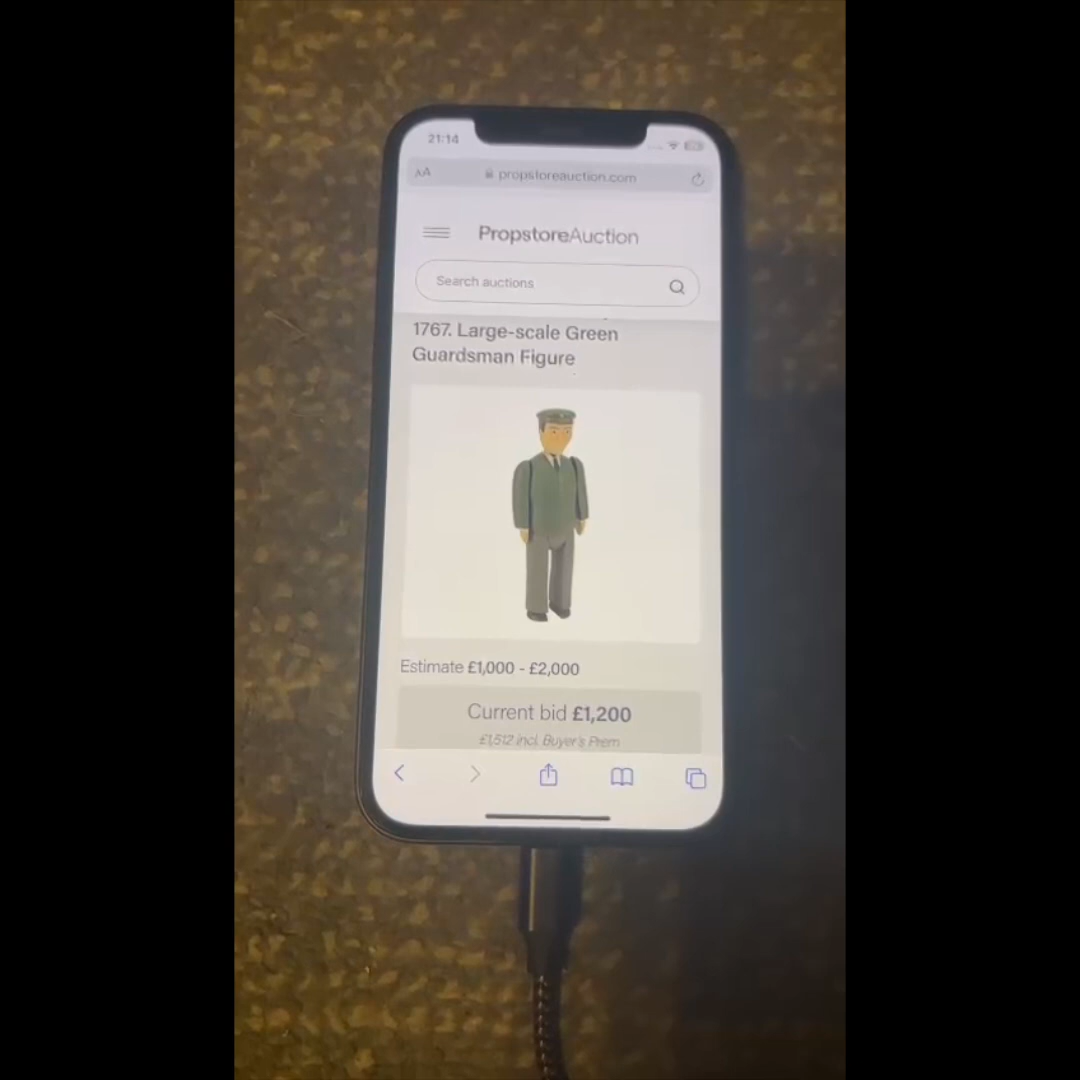 21:14
AA propstoreauction.com
PropstoreAuction
Search auctions
1767. Large-scale Green
Guardsman Figure
Estimate £1,000 - £2,000
Current bid £1,200
£1,512 incl. Buyer's Prem